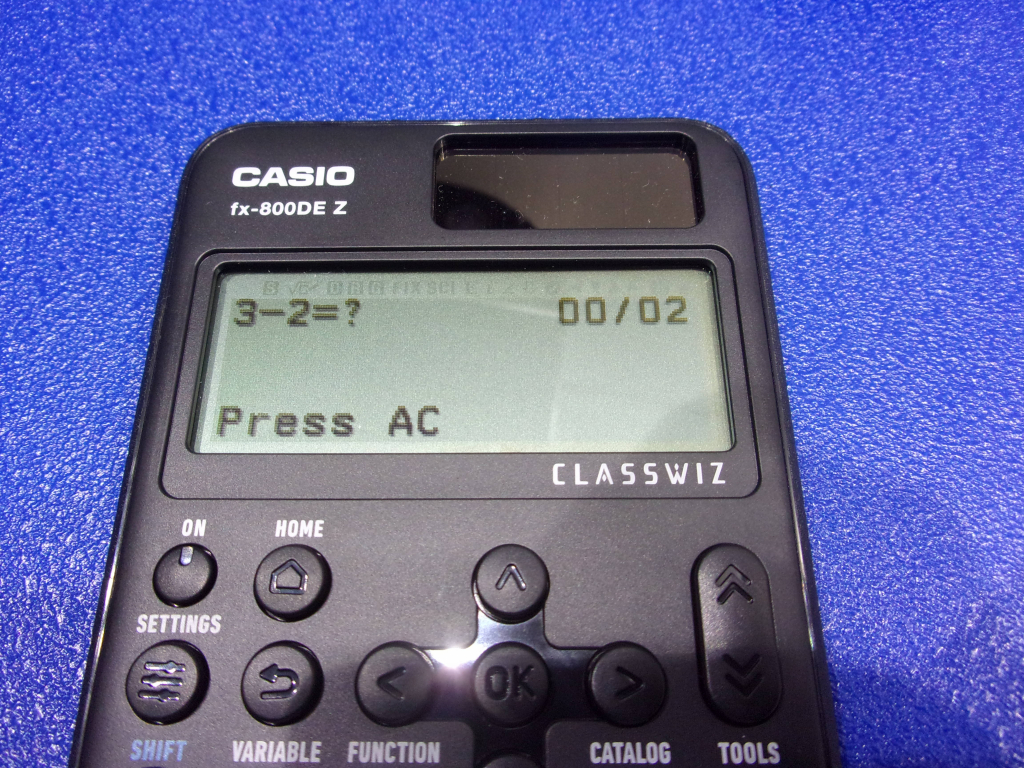 CASIO
fx-800DE Z
3−2=? 00/02
Press AC
CLASSWIZ
ON HOME
SETTINGS
OK
SHIFT VARIABLE FUNCTION CATALOG TOOLS